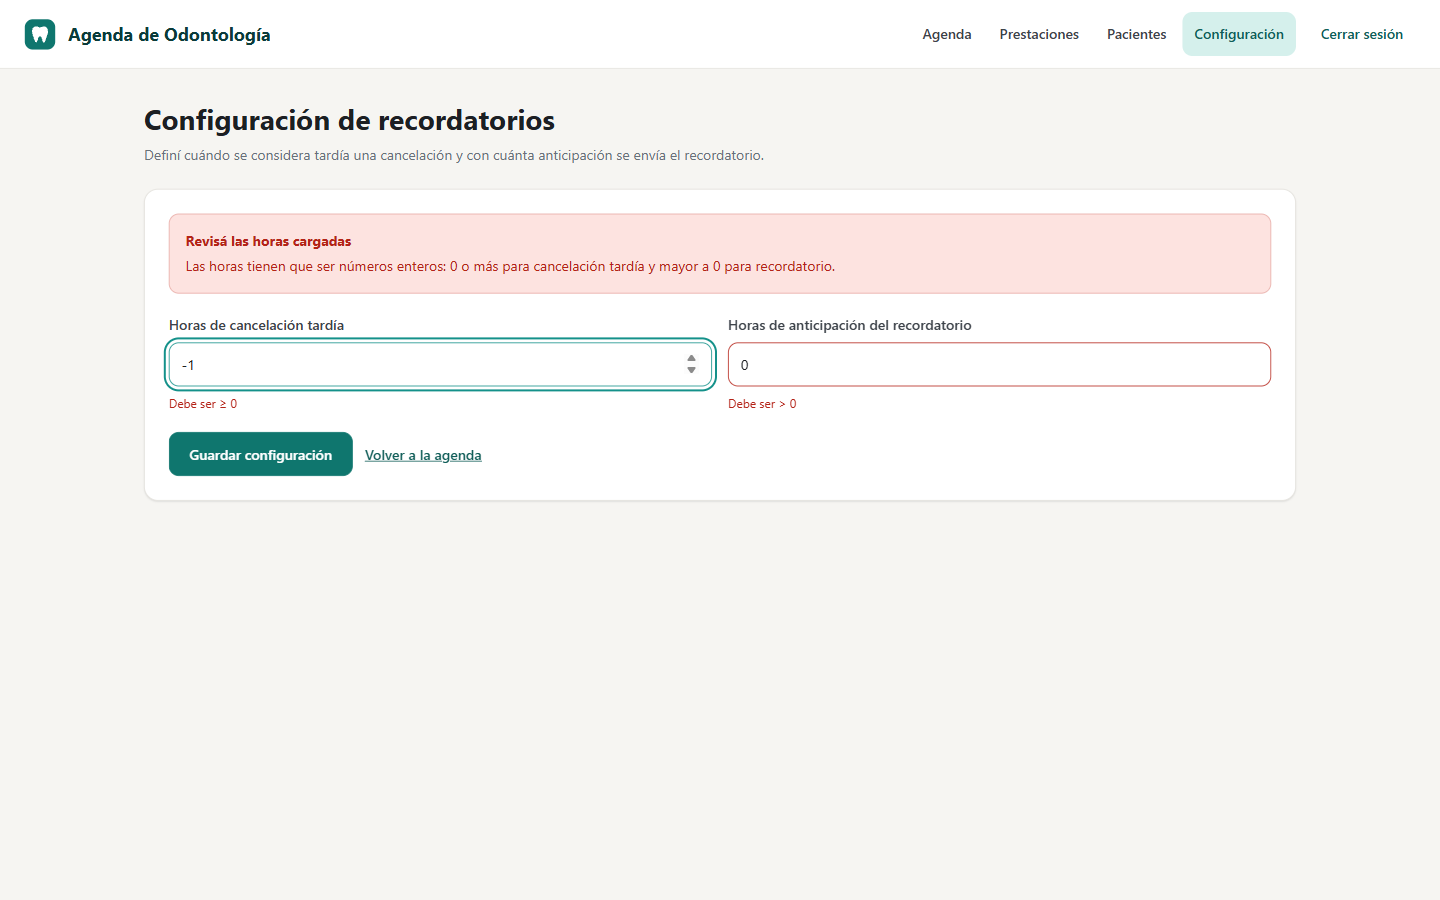 Agenda de Odontología
Agenda
Prestaciones
Pacientes
Configuración
Cerrar sesión
Configuración de recordatorios
Definí cuándo se considera tardía una cancelación y con cuánta anticipación se envía el recordatorio.
Revisá las horas cargadas
Las horas tienen que ser números enteros: 0 o más para cancelación tardía y mayor a 0 para recordatorio.
Horas de cancelación tardía
-1
Debe ser ≥ 0
Horas de anticipación del recordatorio
0
Debe ser > 0
Guardar configuración
Volver a la agenda